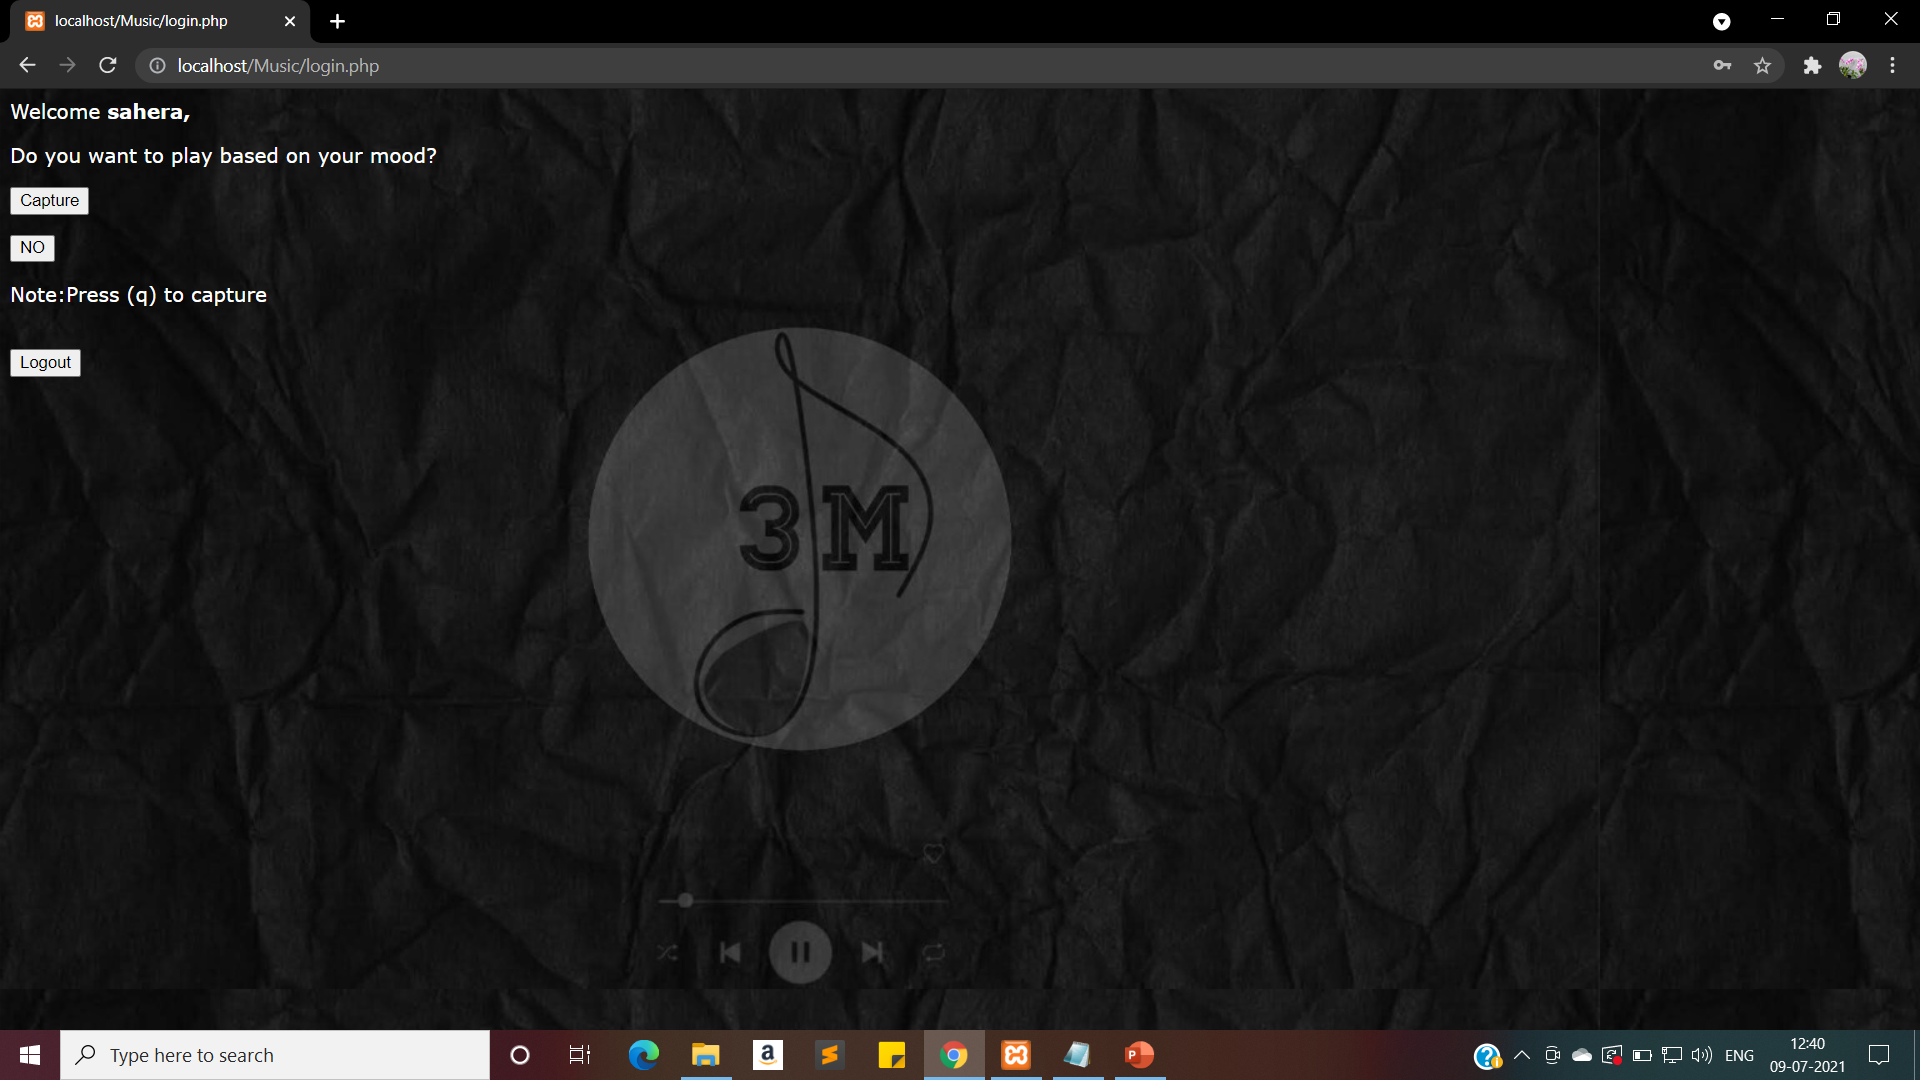 localhost/Music/login.php
localhost/Music/login.php
Welcome sahera,
Do you want to play based on your mood?
Capture
NO
Note:Press (q) to capture
Logout
3M
Type here to search
ENG
12:40
09-07-2021